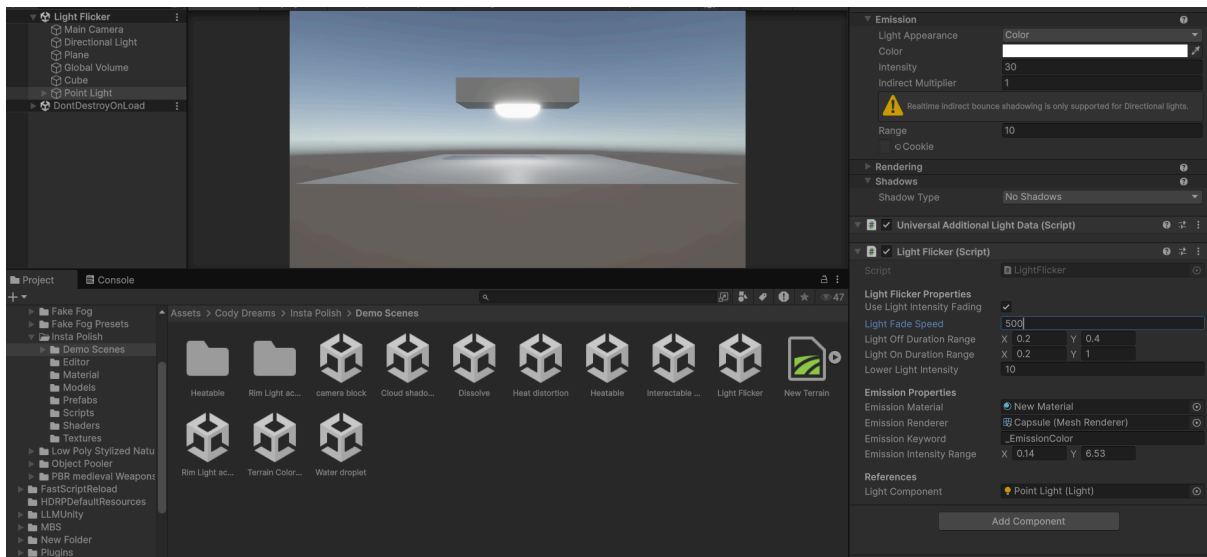 Light Flicker
Main Camera
Directional Light
Plane
Global Volume
Cube
Point Light
DontDestroyOnLoad
Emission
Light Appearance Color
Color
Intensity 30
Indirect Multiplier 1
Realtime indirect bounce shadowing is only supported for Directional lights.
Range 10
Cookie
Rendering
Shadows
Shadow Type No Shadows
# Universal Additional Light Data (Script)
# Light Flicker (Script)
Script # LightFlicker
Light Flicker Properties
Use Light Intensity Fading
Light Fade Speed 500
Light Off Duration Range X 0.2 Y 0.4
Light On Duration Range X 0.2 Y 1
Lower Light Intensity 10
Emission Properties
Emission Material New Material
Emission Renderer Capsule (Mesh Renderer)
Emission Keyword _EmissionColor
Emission Intensity Range X 0.14 Y 6.53
References
Light Component Point Light (Light)
Add Component
Project Console
47
Fake Fog
Fake Fog Presets
Insta Polish
Demo Scenes
Editor
Material
Models
Prefabs
Scripts
Shaders
Textures
Low Poly Stylized Natu
Object Pooler
PBR medieval Weapons
FastScriptReload
HDRPDefaultResources
LLMUnity
MBS
New Folder
Plugins
Assets > Cody Dreams > Insta Polish > Demo Scenes
Heatable Rim Light ac... camera block Cloud shado... Dissolve Heat distortion Heatable Interactable ... Light Flicker New Terrain
Rim Light ac... Terrain Color... Water droplet